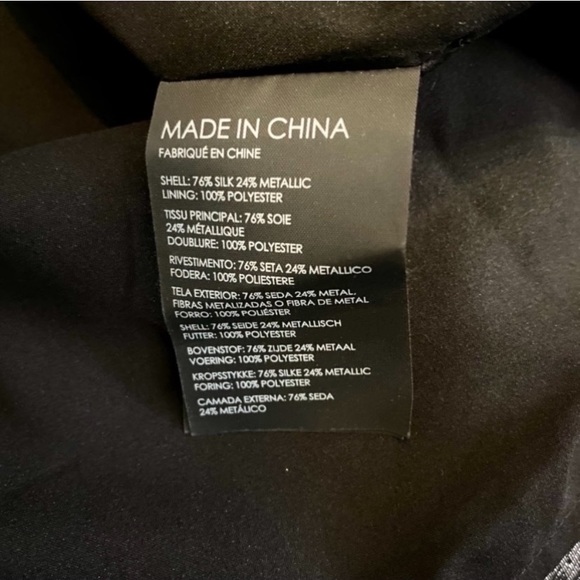 MADE IN CHINA
FABRIQUÉ EN CHINE
SHELL: 76% SILK 24% METALLIC
LINING: 100% POLYESTER
TISSU PRINCIPAL: 76% SOIE
24% MÉTALLIQUE
DOUBLURE: 100% POLYESTER
RIVESTIMENTO: 76% SETA 24% METALLICO
FODERA: 100% POLIESTERE
TELA EXTERIOR: 76% SEDA 24% METAL,
FIBRAS METALIZADAS O FIBRA DE METAL
FORRO: 100% POLIÉSTER
SHELL: 76% SEIDE 24% METALLISCH
FUTTER: 100% POLYESTER
BOVENSTOF: 76% ZIJDE 24% METAAL
VOERING: 100% POLYESTER
KROPSSTYKKE: 76% SILKE 24% METALLIC
FORING: 100% POLYESTER
CAMADA EXTERNA: 76% SEDA
24% METÁLICO